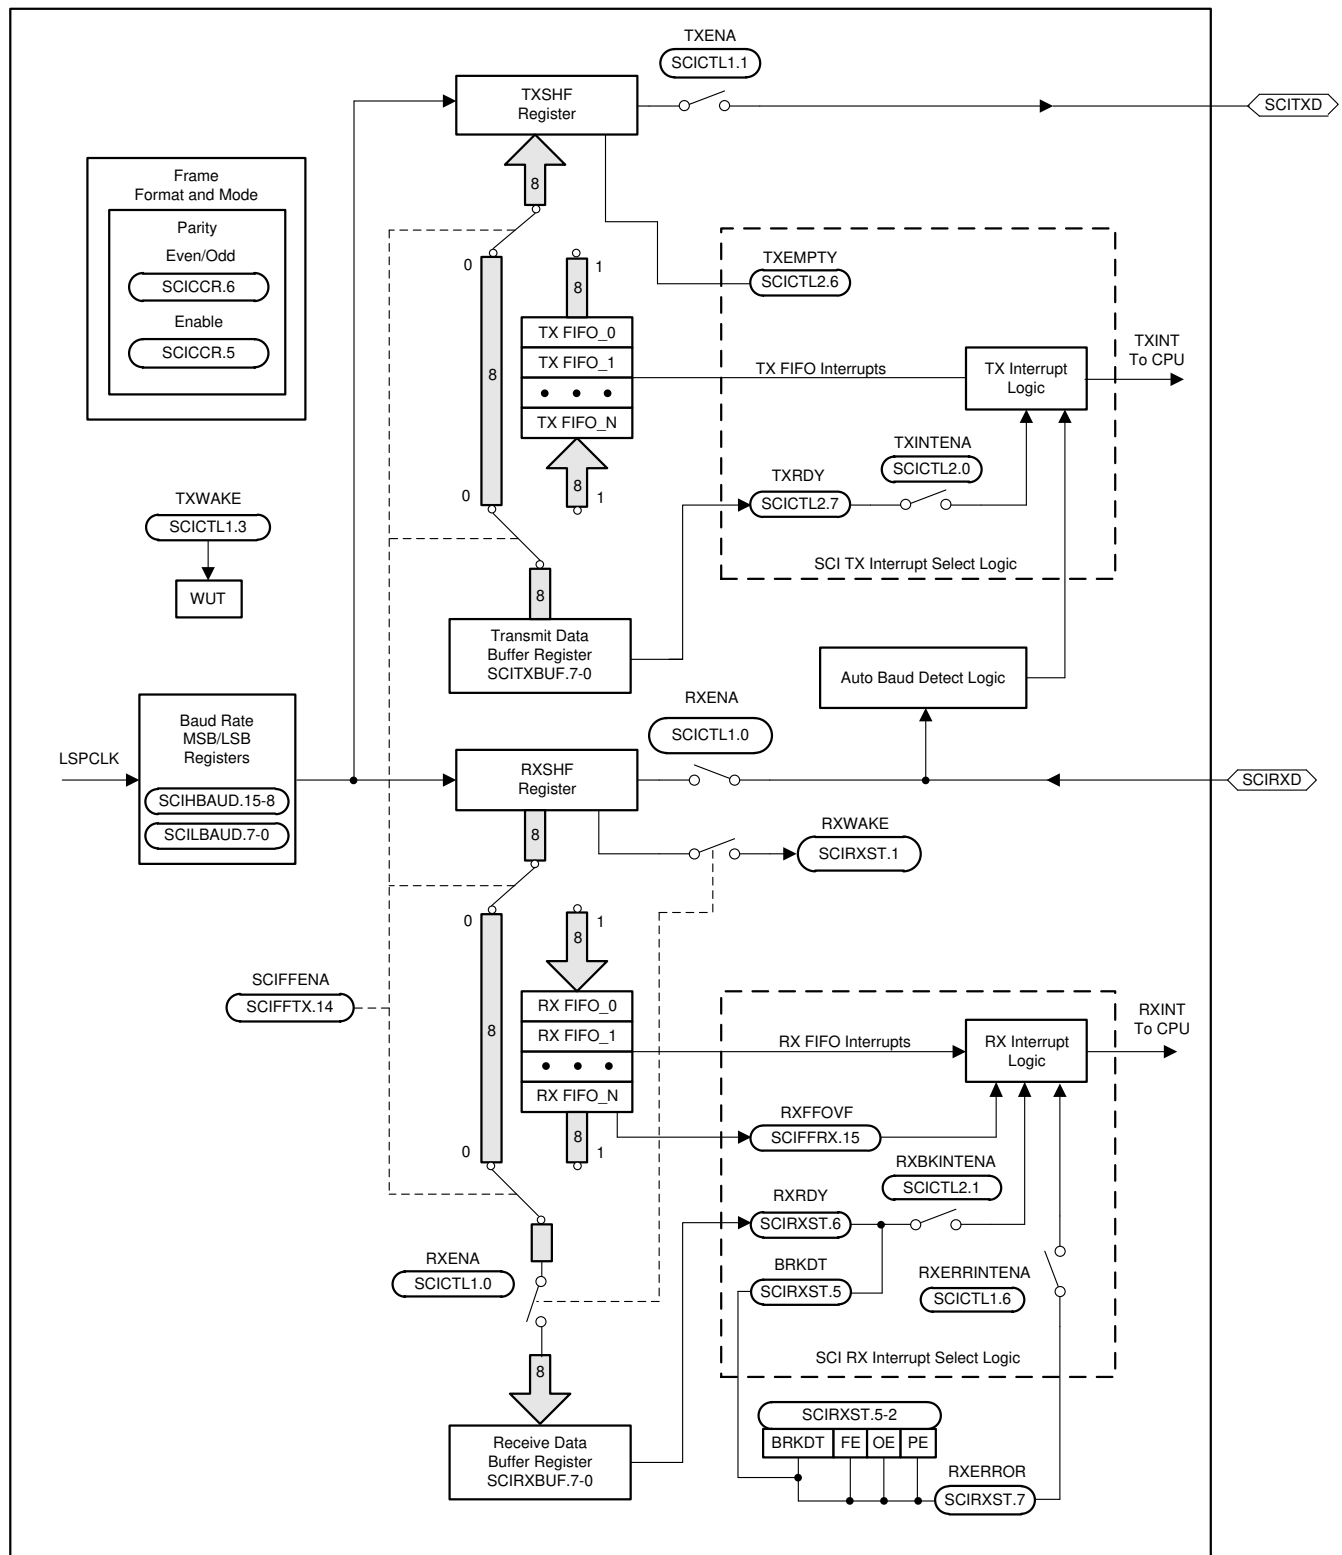 TXENA
SCICTL1.1
TXSHF
Register
SCITXD
Frame
Format and Mode
Parity
Even/Odd
SCICCR.6
Enable
SCICCR.5
8
0
1
8
TXEMPTY
SCICTL2.6
TX FIFO_0
TX FIFO_1
TX FIFO_N
8
TX FIFO Interrupts
TX Interrupt
Logic
TXINT
To CPU
TXINTENA
SCICTL2.0
TXRDY
SCICTL2.7
8
0
1
SCI TX Interrupt Select Logic
TXWAKE
SCICTL1.3
WUT
8
Transmit Data
Buffer Register
SCITXBUF.7-0
Auto Baud Detect Logic
RXENA
SCICTL1.0
LSPCLK
Baud Rate
MSB/LSB
Registers
SCIHBAUD.15-8
SCILBAUD.7-0
RXSHF
Register
SCIRXD
8
RXWAKE
SCIRXST.1
0
1
8
SCIFFENA
SCIFFTX.14
RX FIFO_0
RX FIFO_1
RX FIFO_N
8
RX FIFO Interrupts
RX Interrupt
Logic
RXINT
To CPU
RXFFOVF
SCIFFRX.15
8
0
1
RXBKINTENA
SCICTL2.1
RXRDY
SCIRXST.6
BRKDT
SCIRXST.5
RXERRINTENA
SCICTL1.6
RXENA
SCICTL1.0
SCI RX Interrupt Select Logic
8
SCIRXST.5-2
BRKDT FE OE PE
Receive Data
Buffer Register
SCIRXBUF.7-0
RXERROR
SCIRXST.7